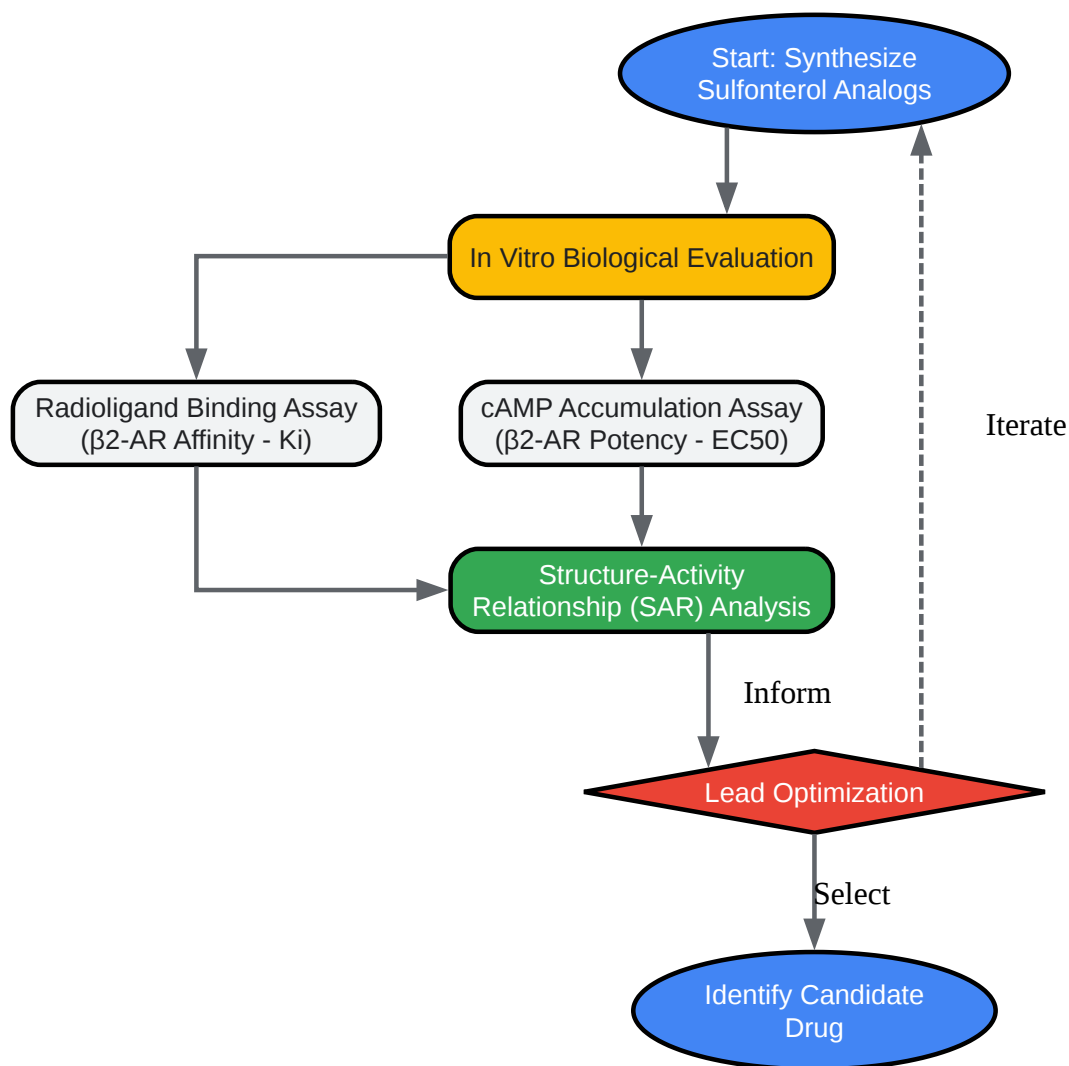 Start: Synthesize
Sulfonterol Analogs
In Vitro Biological Evaluation
Radioligand Binding Assay
(β2-AR Affinity - Ki)
cAMP Accumulation Assay
(β2-AR Potency - EC50)
Iterate
Structure-Activity
Relationship (SAR) Analysis
Inform
Lead Optimization
Select
Identify Candidate
Drug